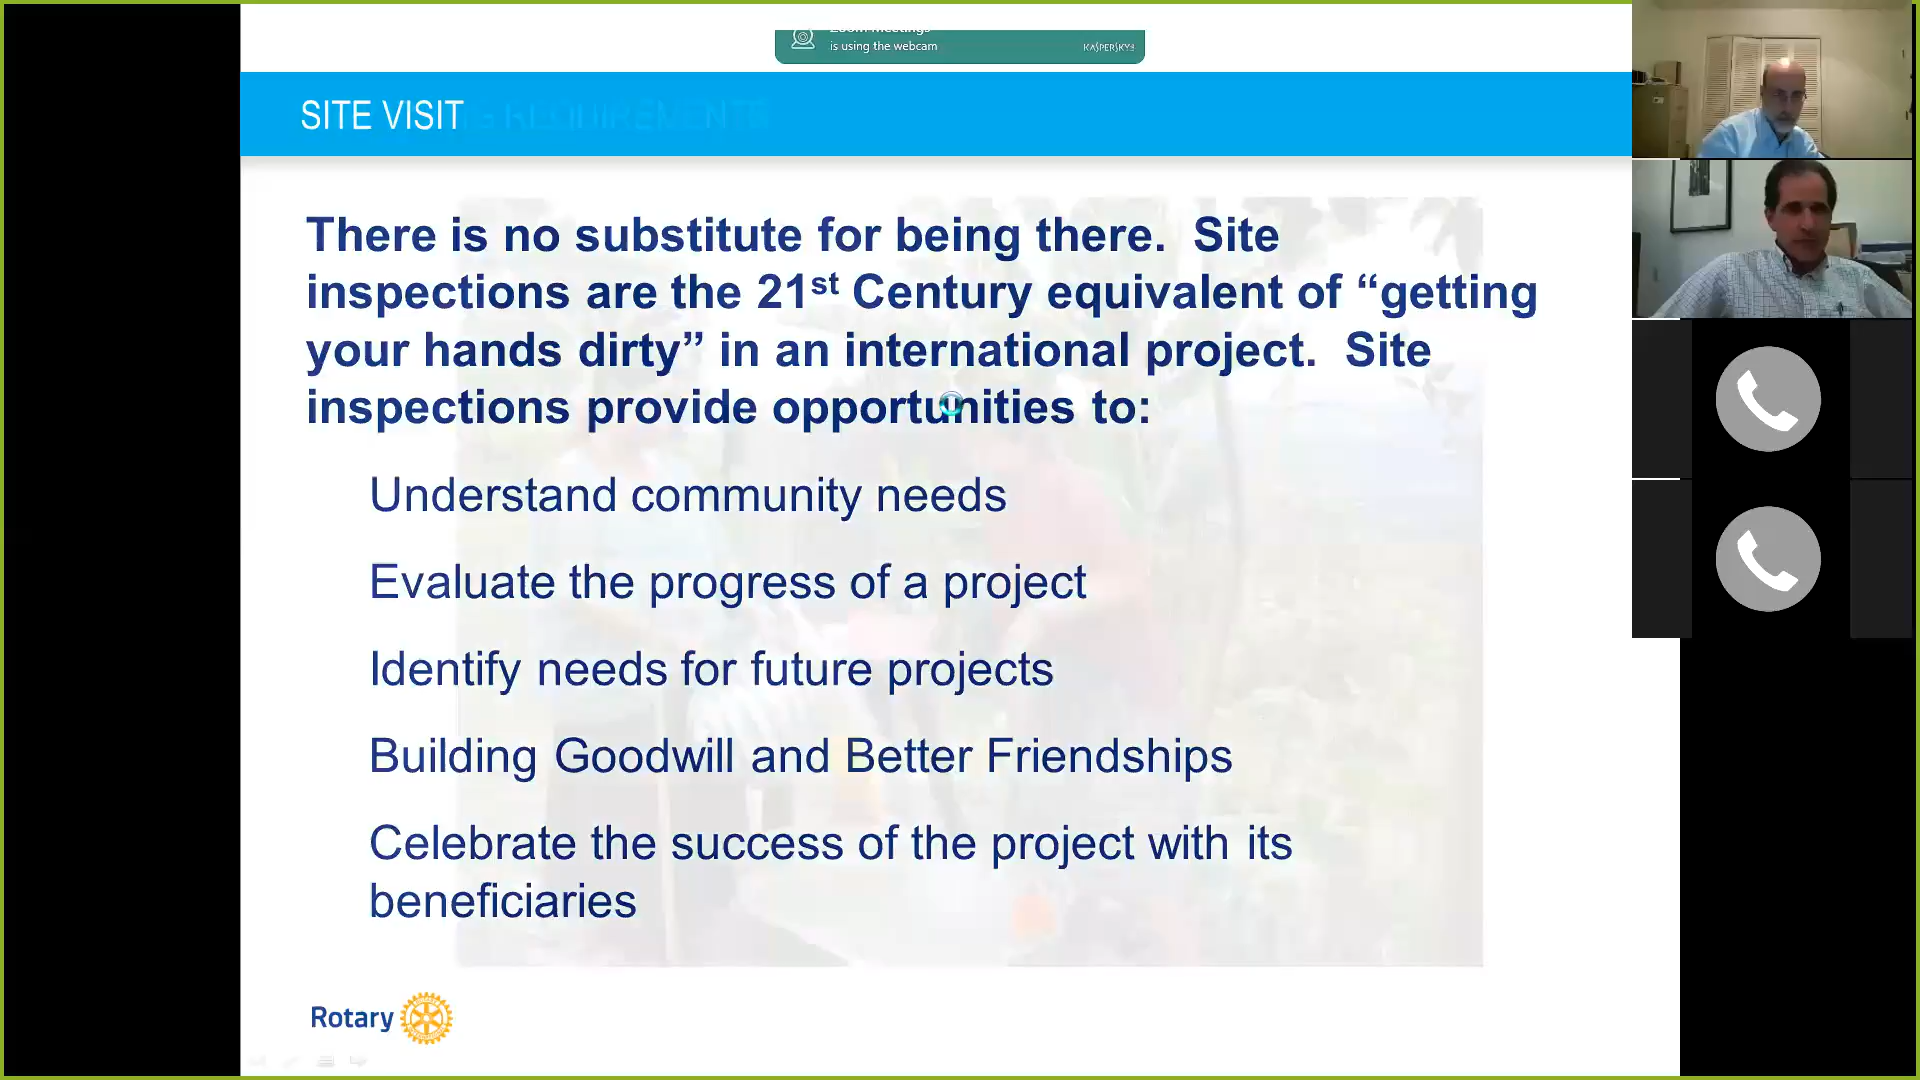 Zoom Meetings
is using the webcam
KASPERSKY
SITE VISIT
REQUIREMENTS
There is no substitute for being there.  Site
inspections are the 21st Century equivalent of “getting
your hands dirty” in an international project.  Site
inspections provide opportunities to:
Understand community needs
Evaluate the progress of a project
Identify needs for future projects
Building Goodwill and Better Friendships
Celebrate the success of the project with its
beneficiaries
Rotary